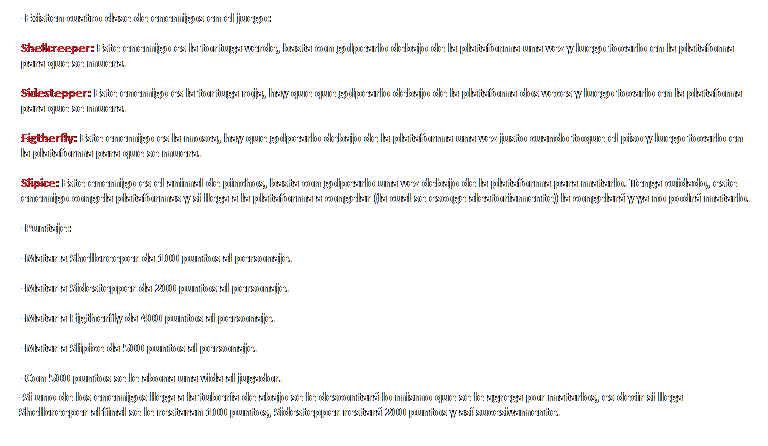 -Existen cuatro clase de enemigos en el juego:
Shellcreeper: Este enemigo es la tortuga verde, basta con golpearlo debajo de la plataforma una vez y luego tocarlo en la plataforma
para que se muera.
Sidestepper: Este enemigo es la tortuga roja, hay que que golpearlo debajo de la plataforma dos veces y luego tocarlo en la plataforma
para que se muera.
Figtherfly: Este enemigo es la mosca, hay que golpearlo debajo de la plataforma una vez justo cuando toque el piso y luego tocarlo en
la plataforma para que se muera.
Slipice: Este enemigo es el animal de pinchos, basta con golpearlo una vez debajo de la plataforma para matarlo. Tenga cuidado, este
enemigo congela plataformas y si llega a la plataforma a congelar (la cual se escoge aleatoriamente) la congelará y ya no podrá matarlo.
-Puntaje:
-Matar a Shellcreeper da 1000 puntos al personaje.
-Matar a Sidestepper da 2000 puntos al personaje.
-Matar a Figtherfly da 4000 puntos al personaje.
-Matar a Slipice da 500 puntos al personaje.
-Con 500 puntos se le abona una vida al jugador.
-Si uno de los enemigos llega a la tubería de abajo se le descontará lo mismo que se le agrega por matarlos, es decir si llega
Shellcreeper al final se le restaran 1000 puntos, Sidestepper restará 2000 puntos y así sucesivamente.